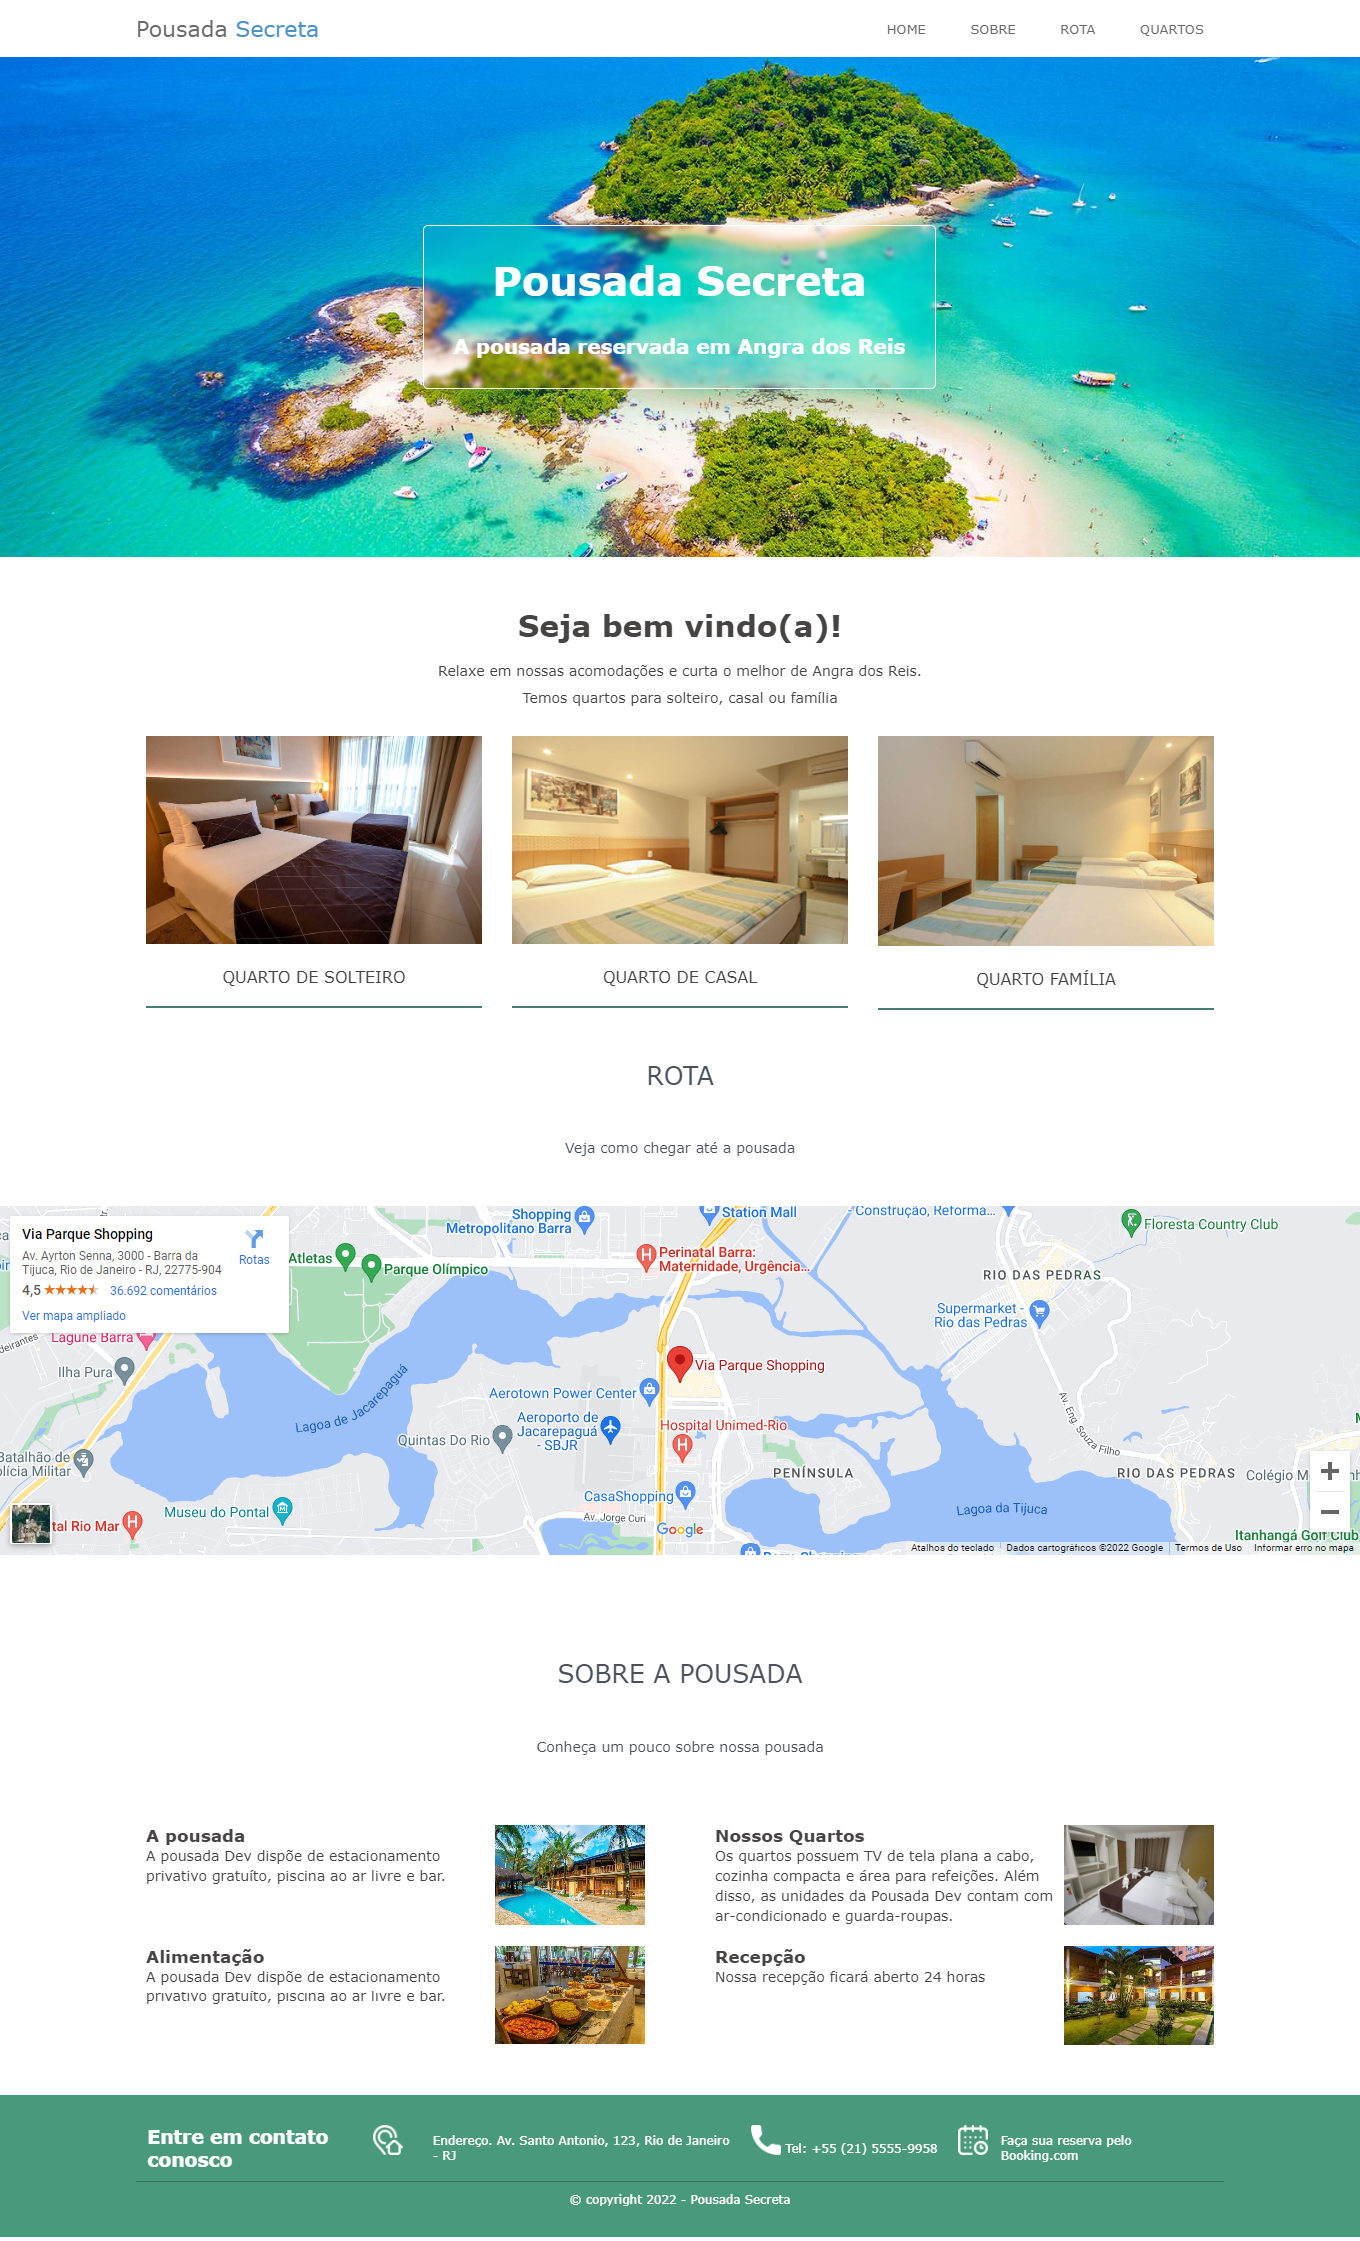 Pousada Secreta
HOME SOBRE ROTA QUARTOS
Pousada Secreta
A pousada reservada em Angra dos Reis
Seja bem vindo(a)!
Relaxe em nossas acomodações e curta o melhor de Angra dos Reis.
Temos quartos para solteiro, casal ou família
QUARTO DE SOLTEIRO
QUARTO DE CASAL
QUARTO FAMÍLIA
ROTA
Veja como chegar até a pousada
Via Parque Shopping
Av. Ayrton Senna, 3000 - Barra da
Tijuca, Rio de Janeiro - RJ, 22775-904
4,5 36.692 comentários
Ver mapa ampliado
Rotas
Atletas
Parque Olímpico
Shopping
Metropolitano Barra
Station Mall
Perinatal Barra:
Maternidade, Urgência...
- Construção, Reforma...
Floresta Country Club
RIO DAS PEDRAS
Supermarket -
Rio das Pedras
Lagune Barra
Ilha Pura
Lagoa de Jacarepaguá
Via Parque Shopping
Aerotown Power Center
Aeroporto de
Jacarepaguá
- SBJR
Quintas Do Rio
Hospital Unimed-Rio
PENÍNSULA
Av. Eng. Souza Filho
RIO DAS PEDRAS
Colégio M
Batalhão de
lícia Militar
CasaShopping
Museu do Pontal
Av. Jorge Curi
Lagoa da Tijuca
tal Rio Mar
Itanhangá Golf Club
Google
Barra Shopping
Atalhos do teclado Dados cartográficos ©2022 Google Termos de Uso Informar erro no mapa
SOBRE A POUSADA
Conheça um pouco sobre nossa pousada
A pousada
A pousada Dev dispõe de estacionamento
privativo gratuíto, piscina ao ar livre e bar.
Nossos Quartos
Os quartos possuem TV de tela plana a cabo,
cozinha compacta e área para refeições. Além
disso, as unidades da Pousada Dev contam com
ar-condicionado e guarda-roupas.
Alimentação
A pousada Dev dispõe de estacionamento
privativo gratuíto, piscina ao ar livre e bar.
Recepção
Nossa recepção ficará aberto 24 horas
Entre em contato
conosco
Endereço. Av. Santo Antonio, 123, Rio de Janeiro
- RJ
Tel: +55 (21) 5555-9958
Faça sua reserva pelo
Booking.com
© copyright 2022 - Pousada Secreta